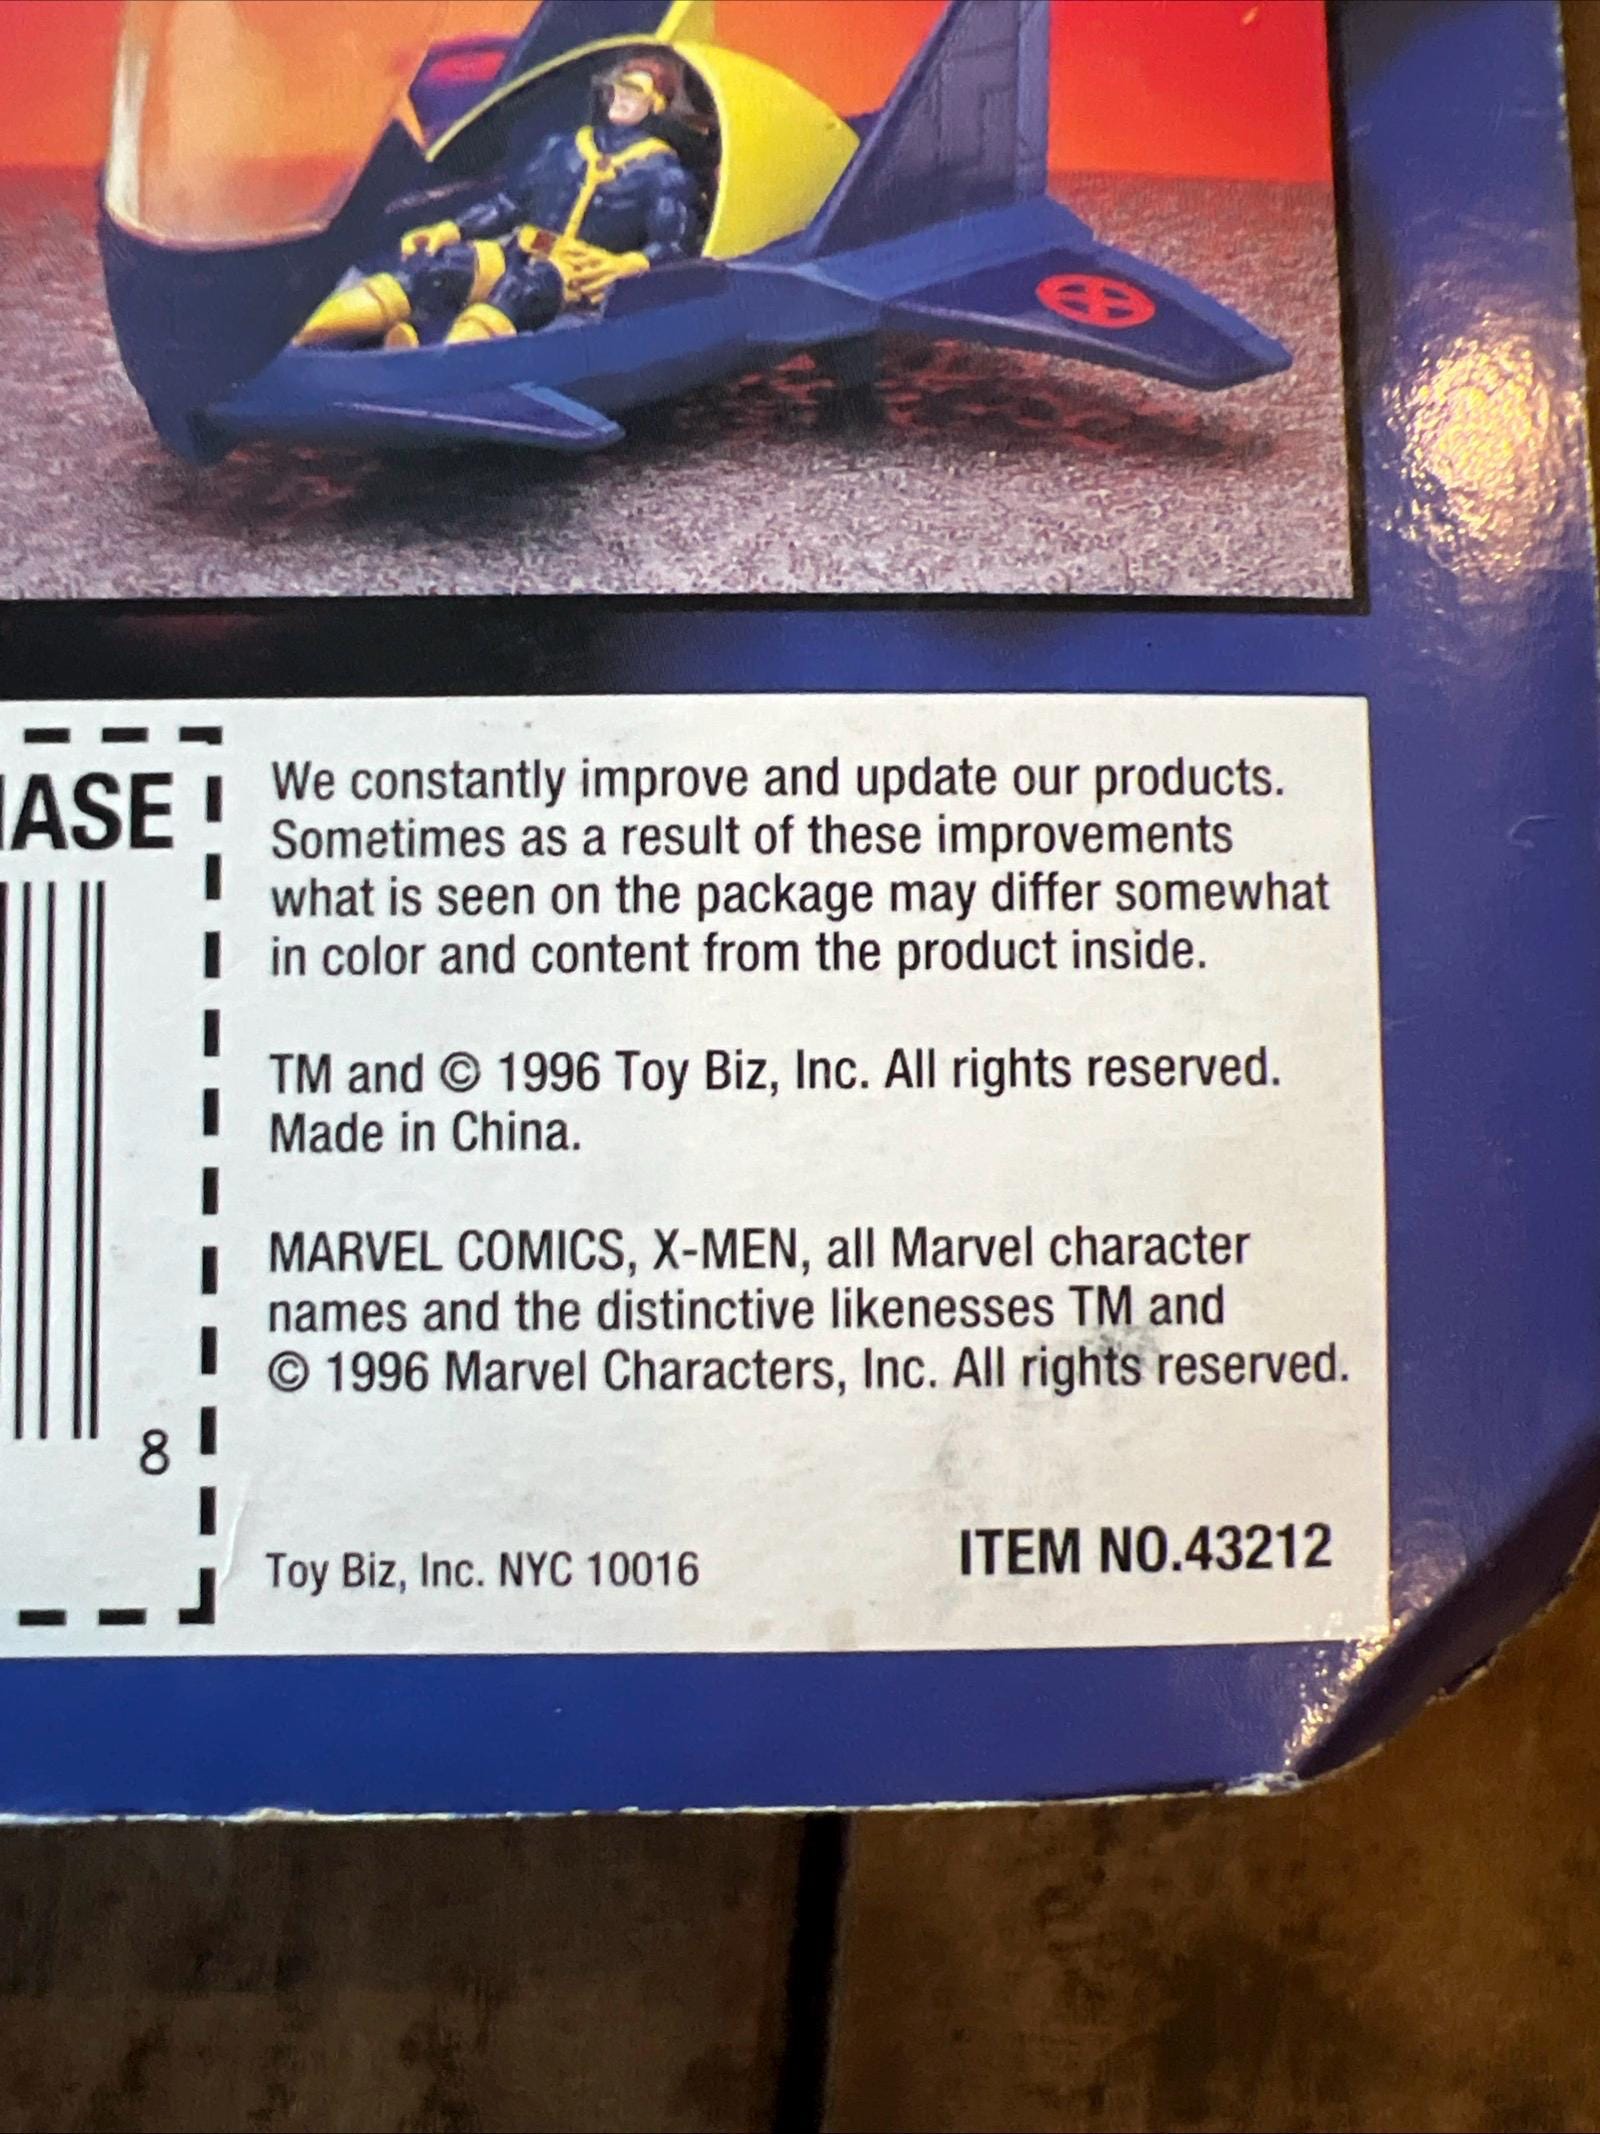 We constantly improve and update our products.
Sometimes as a result of these improvements
what is seen on the package may differ somewhat
in color and content from the product inside.
TM and © 1996 Toy Biz, Inc. All rights reserved.
Made in China.
MARVEL COMICS, X-MEN, all Marvel character
names and the distinctive likenesses TM and
© 1996 Marvel Characters, Inc. All rights reserved.
8
Toy Biz, Inc. NYC 10016
ITEM NO.43212